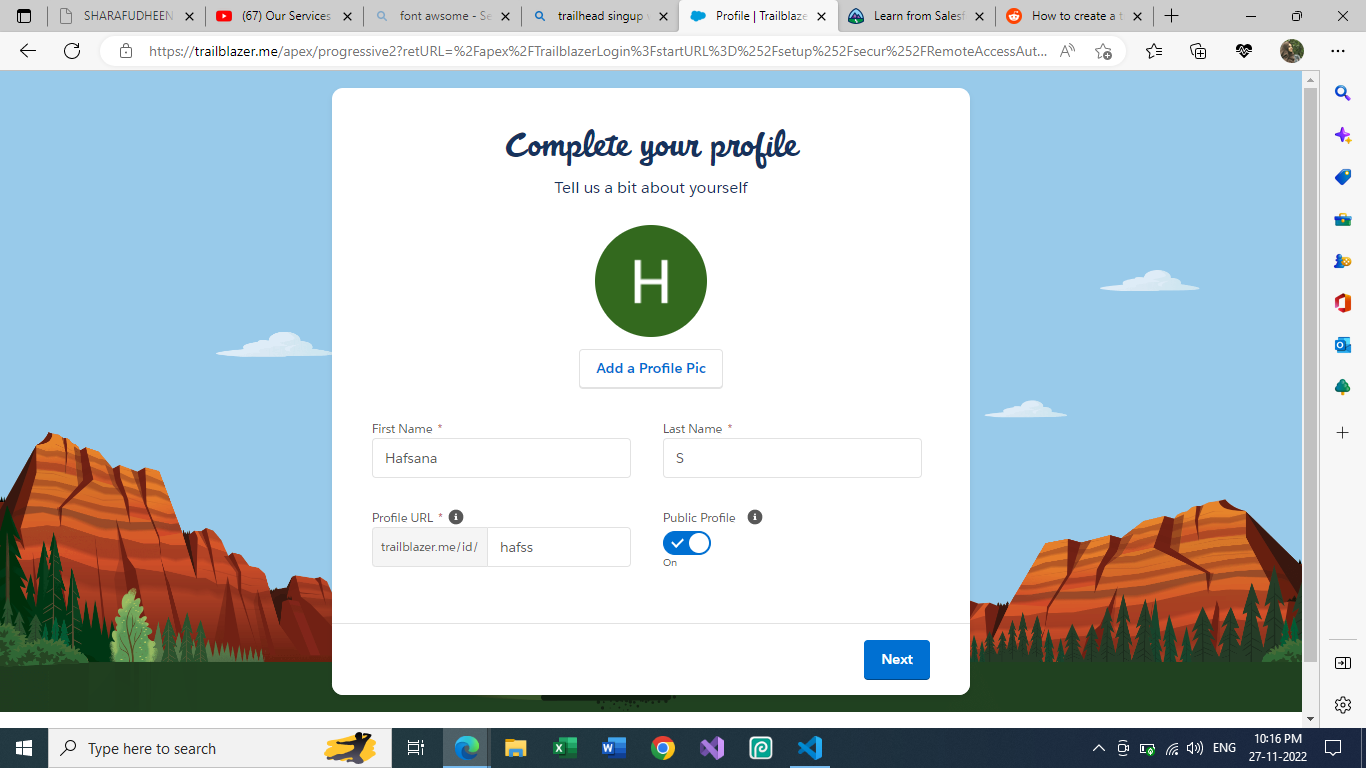 SHARAFUDHEEN
(67) Our Services
font awsome - Se
trailhead singup
Profile | Trailblaze
Learn from Salesf
How to create a t
https://trailblazer.me/apex/progressive2?retURL=%2Fapex%2FTrailblazerLogin%3FstartURL%3D%252Fsetup%252Fsecur%252FRemoteAccessAut...
Complete your profile
Tell us a bit about yourself
H
Add a Profile Pic
First Name *
Last Name *
Hafsana
S
Profile URL *
Public Profile
trailblazer.me/id/
hafss
On
Next
Type here to search
ENG
10:16 PM
27-11-2022